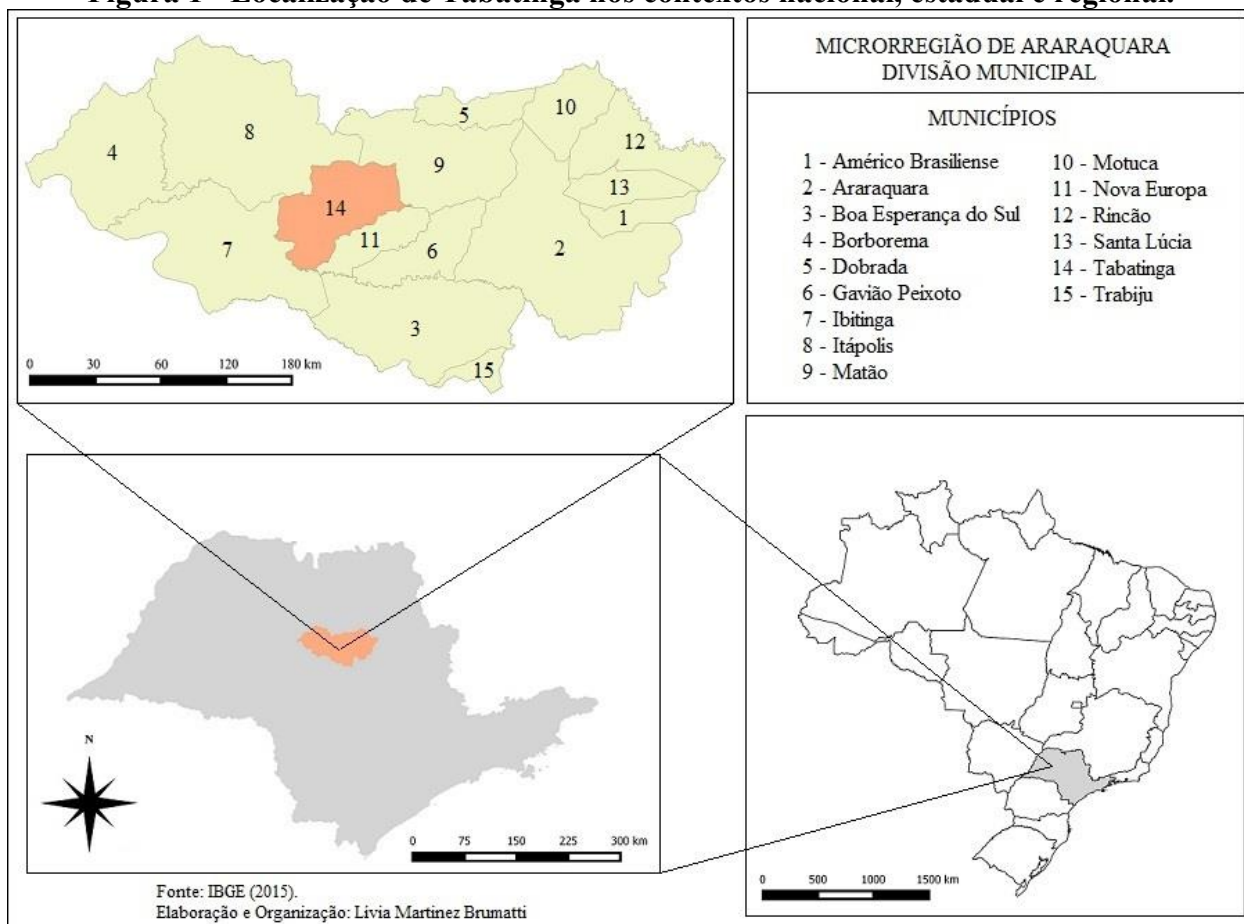 Figura 1 - Localização de Tabatinga nos contextos nacional, estadual e regional.
4
8
5
10
12
9
13
14
1
11
7
6
2
3
15
0 30 60 120 180 km
MICRORREGIÃO DE ARARAQUARA
DIVISÃO MUNICIPAL
MUNICÍPIOS
1 - Américo Brasiliense
2 - Araraquara
3 - Boa Esperança do Sul
4 - Borborema
5 - Dobrada
6 - Gavião Peixoto
7 - Ibitinga
8 - Itápolis
9 - Matão
10 - Motuca
11 - Nova Europa
12 - Rincão
13 - Santa Lúcia
14 - Tabatinga
15 - Trabiju
N
0 75 150 225 300 km
0 500 1000 1500 km
Fonte: IBGE (2015).
Elaboração e Organização: Livia Martinez Brumatti